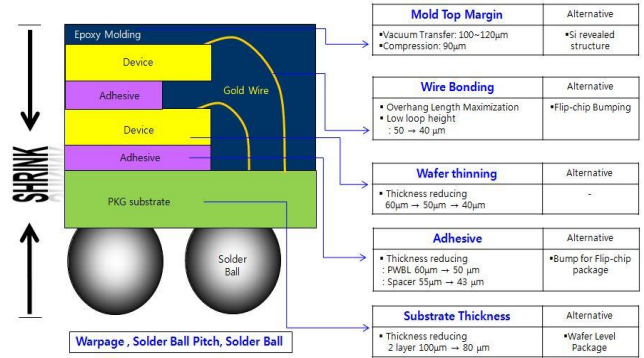 SHRINK
Epoxy Molding
Device
Adhesive
Gold Wire
Device
Adhesive
PKG substrate
Solder
Ball
Warpage , Solder Ball Pitch, Solder Ball
Mold Top Margin
Alternative
▪Vacuum Transfer: 100~120μm
▪Compression: 90μm
▪Si revealed
structure
Wire Bonding
Alternative
▪ Overhang Length Maximization
▪ Low loop height
: 50 → 40 μm
▪Flip-chip Bumping
Wafer thinning
Alternative
▪ Thickness reducing
60μm → 50μm → 40μm
-
Adhesive
Alternative
▪ Thickness reducing
: PWBL 60μm → 50 μm
: Spacer 55μm → 43 μm
▪Bump for Flip-chip
package
Substrate Thickness
Alternative
▪ Thickness reducing
2 layer 100μm → 80 μm
▪Wafer Level
Package